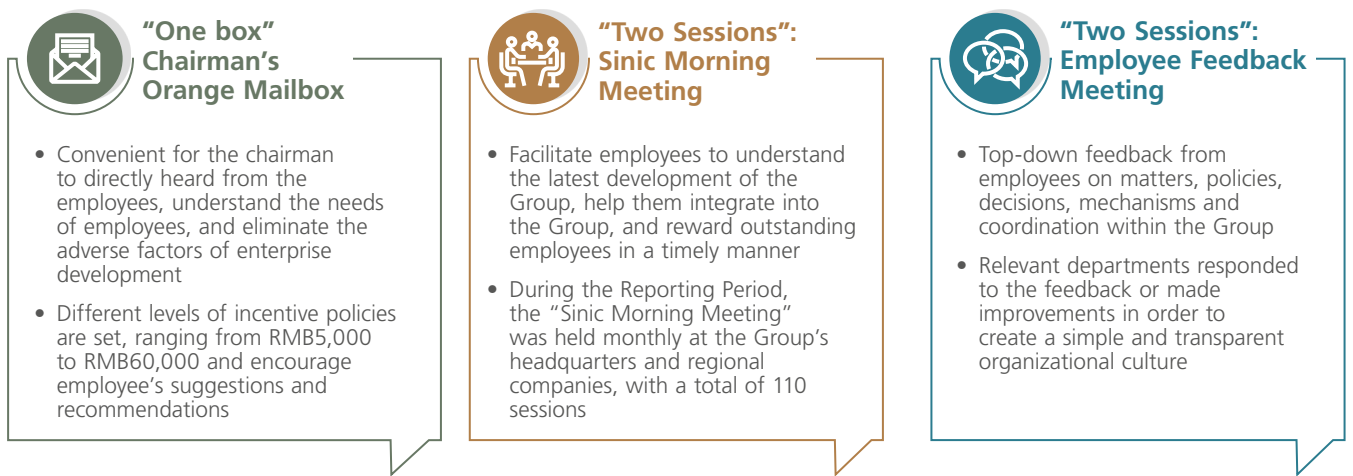 “One box”
Chairman’s
Orange Mailbox
• Convenient for the chairman
to directly heard from the
employees, understand the needs
of employees, and eliminate the
adverse factors of enterprise
development
• Different levels of incentive policies
are set, ranging from RMB5,000
to RMB60,000 and encourage
employee’s suggestions and
recommendations
“Two Sessions”:
Sinic Morning
Meeting
• Facilitate employees to understand
the latest development of the
Group, help them integrate into
the Group, and reward outstanding
employees in a timely manner
• During the Reporting Period,
the “Sinic Morning Meeting”
was held monthly at the Group’s
headquarters and regional
companies, with a total of 110
sessions
“Two Sessions”:
Employee Feedback
Meeting
• Top-down feedback from
employees on matters, policies,
decisions, mechanisms and
coordination within the Group
• Relevant departments responded
to the feedback or made
improvements in order to
create a simple and transparent
organizational culture